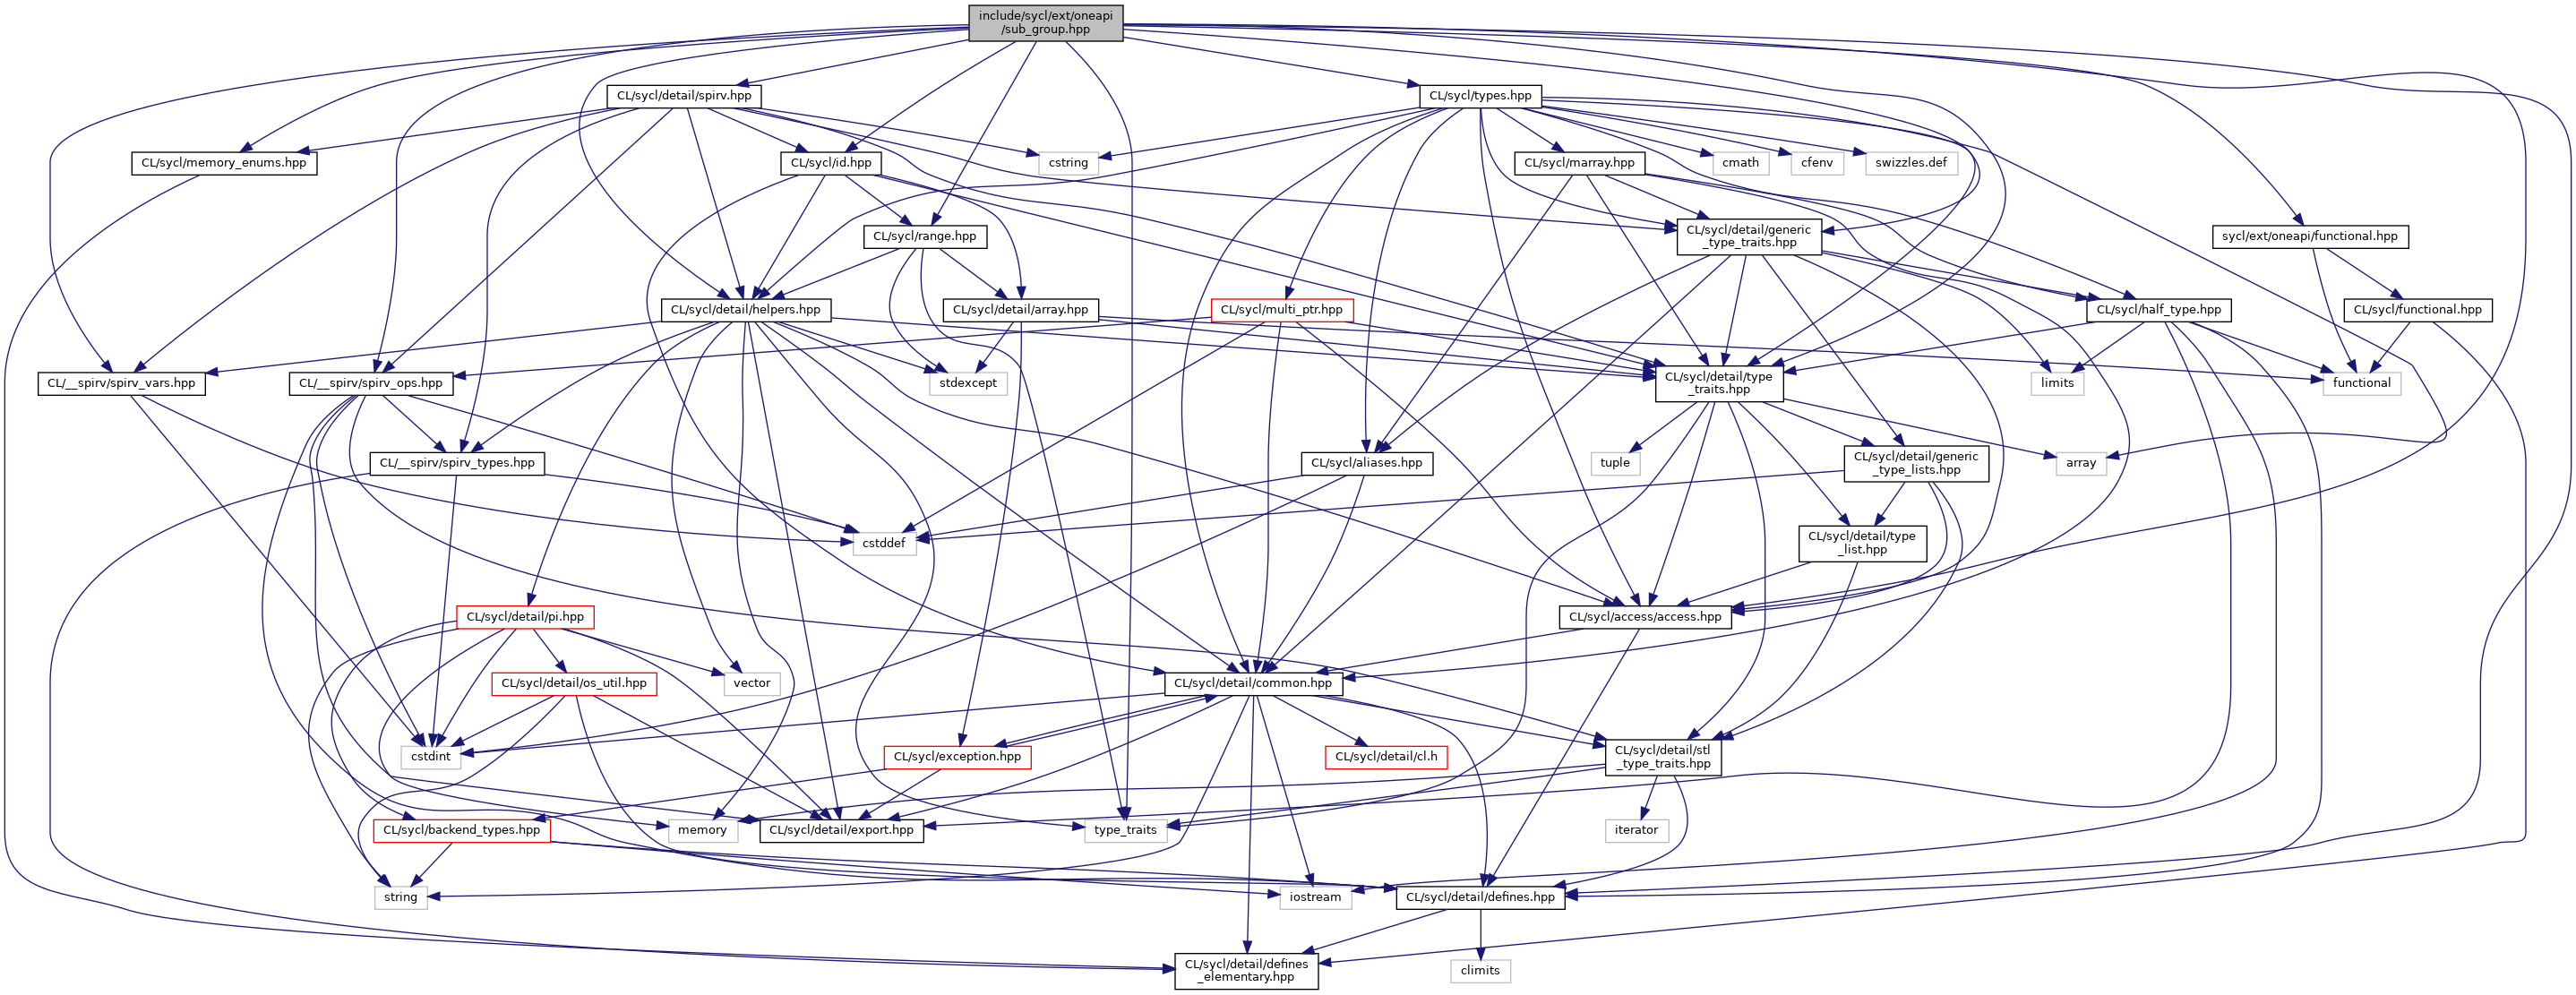 include/sycl/ext/oneapi
/sub_group.hpp
CL/sycl/detail/spirv.hpp
CL/sycl/types.hpp
CL/sycl/memory_enums.hpp
CL/sycl/id.hpp
cstring
CL/sycl/marray.hpp
cmath
cfenv
swizzles.def
CL/sycl/range.hpp
CL/sycl/detail/generic
_type_traits.hpp
sycl/ext/oneapi/functional.hpp
CL/sycl/detail/helpers.hpp
CL/sycl/detail/array.hpp
CL/sycl/multi_ptr.hpp
CL/sycl/half_type.hpp
CL/sycl/functional.hpp
CL/__spirv/spirv_vars.hpp
CL/__spirv/spirv_ops.hpp
stdexcept
CL/sycl/detail/type
_traits.hpp
limits
functional
CL/__spirv/spirv_types.hpp
CL/sycl/aliases.hpp
tuple
CL/sycl/detail/generic
_type_lists.hpp
array
cstddef
CL/sycl/detail/type
_list.hpp
CL/sycl/detail/pi.hpp
CL/sycl/access/access.hpp
CL/sycl/detail/os_util.hpp
vector
CL/sycl/detail/common.hpp
cstdint
CL/sycl/exception.hpp
CL/sycl/detail/cl.h
CL/sycl/detail/stl
_type_traits.hpp
CL/sycl/backend_types.hpp
memory
CL/sycl/detail/export.hpp
type_traits
iterator
string
iostream
CL/sycl/detail/defines.hpp
CL/sycl/detail/defines
_elementary.hpp
climits